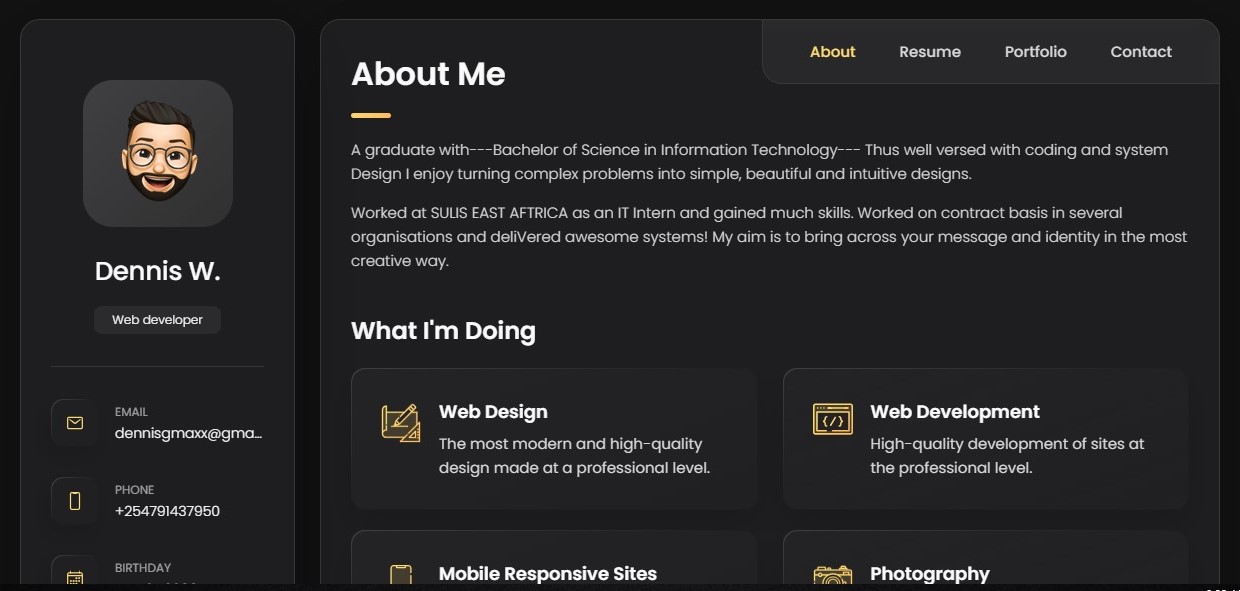 About
Resume
Portfolio
Contact
Dennis W.
Web developer
EMAIL
dennisgmaxx@gma...
PHONE
+254791437950
BIRTHDAY
About Me
A graduate with---Bachelor of Science in Information Technology--- Thus well versed with coding and system
Design I enjoy turning complex problems into simple, beautiful and intuitive designs.
Worked at SULIS EAST AFTRICA as an IT Intern and gained much skills. Worked on contract basis in several
organisations and deliVered awesome systems! My aim is to bring across your message and identity in the most
creative way.
What I'm Doing
Web Design
The most modern and high-quality
design made at a professional level.
Web Development
High-quality development of sites at
the professional level.
Mobile Responsive Sites
Photography